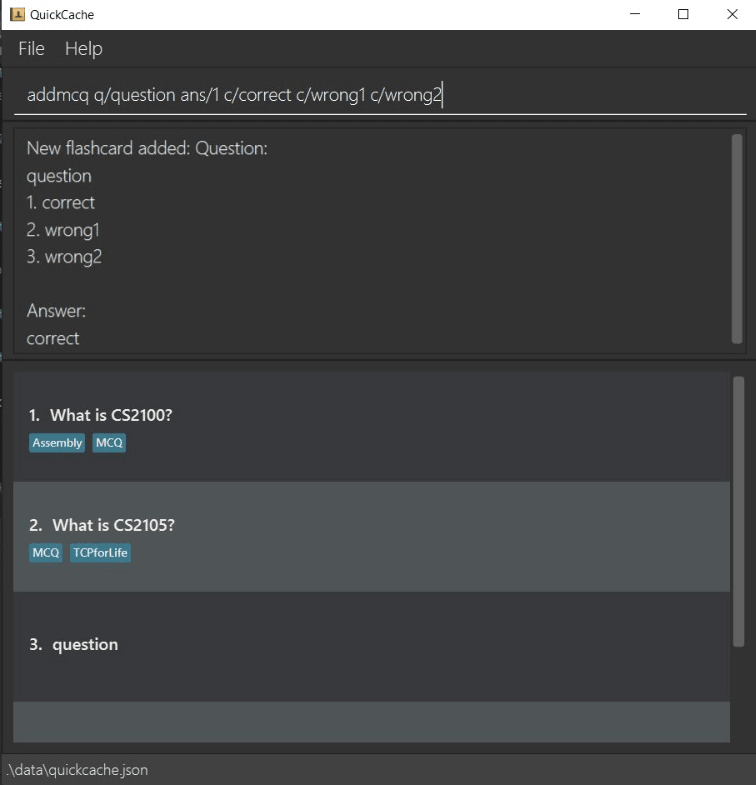 QuickCache
File Help
addmcq q/question ans/1 c/correct c/wrong1 c/wrong2
New flashcard added: Question:
question
1. correct
2. wrong1
3. wrong2
Answer:
correct
1. What is CS2100?
Assembly MCQ
2. What is CS2105?
MCQ TCPforLife
3. question
.\data\quickcache.json